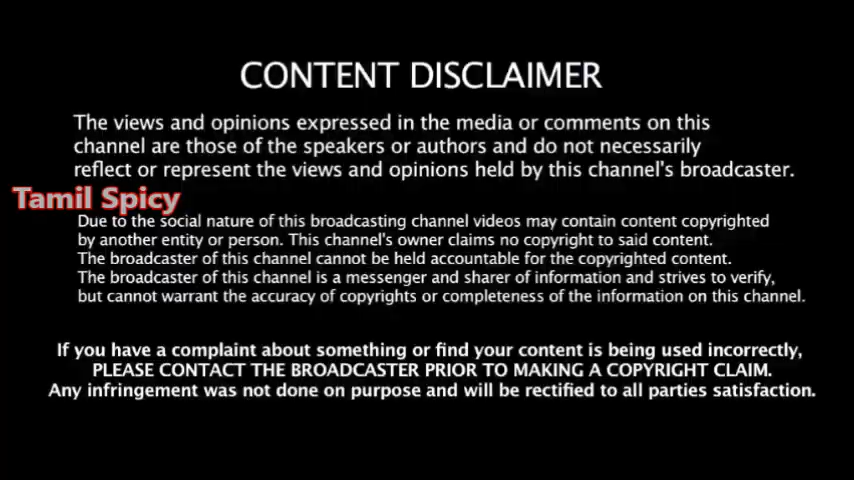 CONTENT DISCLAIMER
The views and opinions expressed in the media or comments on this
channel are those of the speakers or authors and do not necessarily
reflect or represent the views and opinions held by this channel's broadcaster.
Tamil Spicy
Due to the social nature of this broadcasting channel videos may contain content copyrighted
by another entity or person. This channel's owner claims no copyright to said content.
The broadcaster of this channel cannot be held accountable for the copyrighted content.
The broadcaster of this channel is a messenger and sharer of information and strives to verify,
but cannot warrant the accuracy of copyrights or completeness of the information on this channel.
If you have a complaint about something or find your content is being used incorrectly,
PLEASE CONTACT THE BROADCASTER PRIOR TO MAKING A COPYRIGHT CLAIM.
Any infringement was not done on purpose and will be rectified to all parties satisfaction.